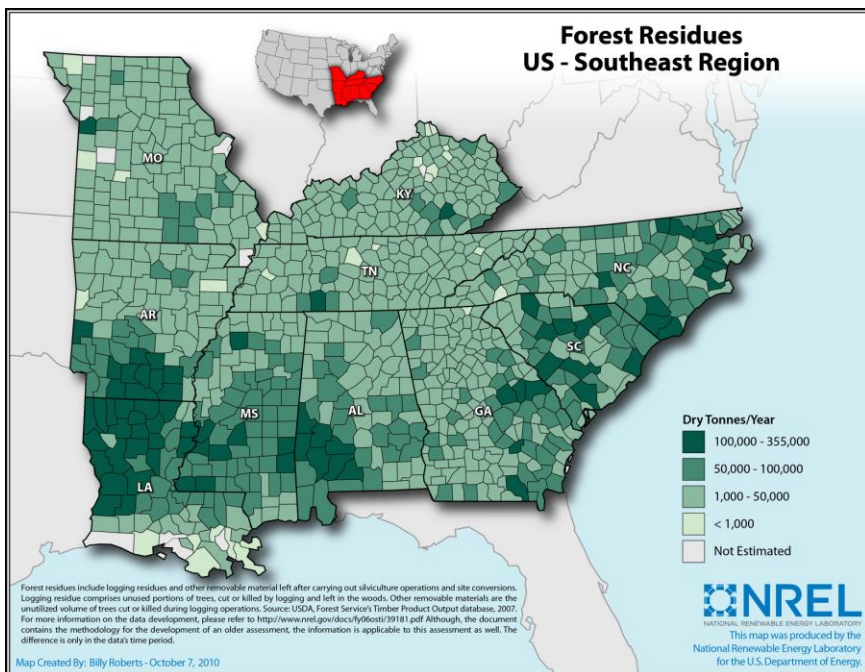 Forest Residues
US - Southeast Region
MO
KY
TN
NC
AR
SC
MS
AL
GA
LA
Dry Tonnes/Year
100,000 - 355,000
50,000 - 100,000
1,000 - 50,000
< 1,000
Not Estimated
Forest residues include logging residues and other removable material left after carrying out silviculture operations and site conversions.
Logging residue comprises unused portions of trees, cut or killed by logging and left in the woods. Other removable materials are the
unutilized volume of trees cut or killed during logging operations. Source: USDA, Forest Service's Timber Product Output database, 2007.
For more information on the data development, please refer to http://www.nrel.gov/docs/fy06osti/39181.pdf Although, the document
contains the methodology for the development of an older assessment, the information is applicable to this assessment as well. The
difference is only in the data's time period.
Map Created By: Billy Roberts - October 7, 2010
NREL
NATIONAL RENEWABLE ENERGY LABORATORY
This map was produced by the
National Renewable Energy Laboratory
for the U.S. Department of Energy.